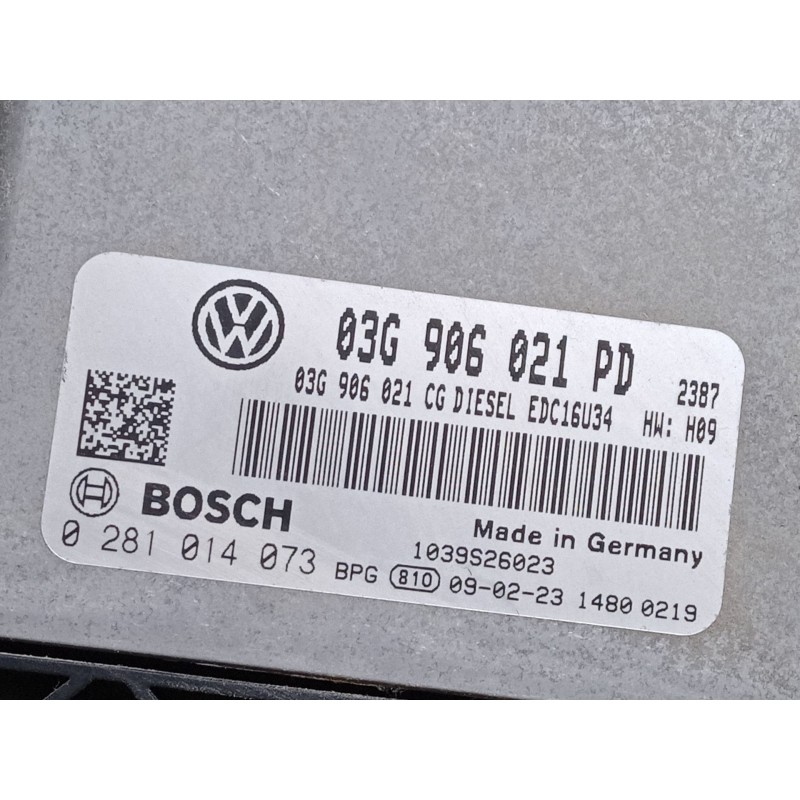 03G 906 021 PD 2387
03G 906 021 CG DIESEL EDC16U34 HW: H09
BOSCH Made in Germany
0 281 014 073 1039S26023
BPG 810 09-02-23 1480 0219